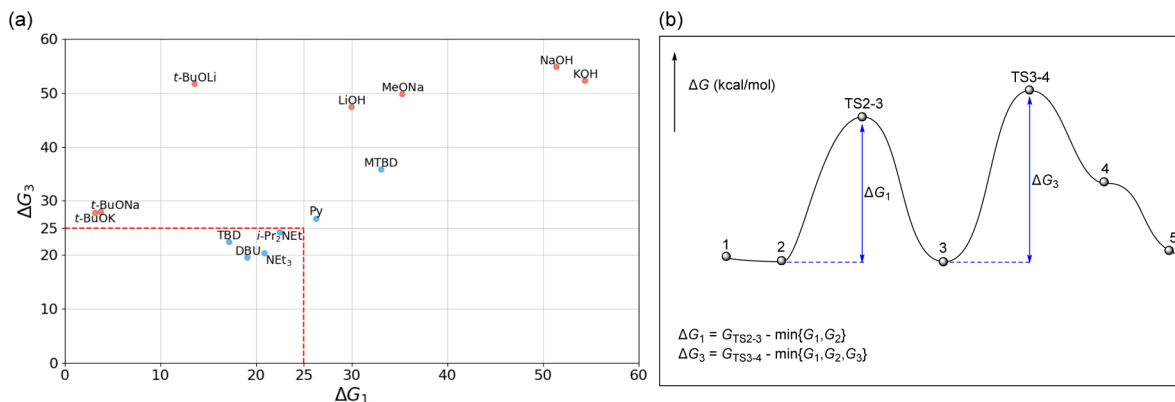 (a)
60
50
40
30
25
20
10
0
ΔG3
0
10
20
25
30
40
50
60
ΔG1
t-BuOLi
NaOH
KOH
MeONa
LiOH
MTBD
t-BuONa
t-BuOK
Py
TBD
i-Pr2NEt
DBU
NEt3
(b)
ΔG (kcal/mol)
TS2-3
TS3-4
ΔG1
ΔG3
1
2
3
4
5
ΔG1 = GTS2-3 - min{G1,G2}
ΔG3 = GTS3-4 - min{G1,G2,G3}